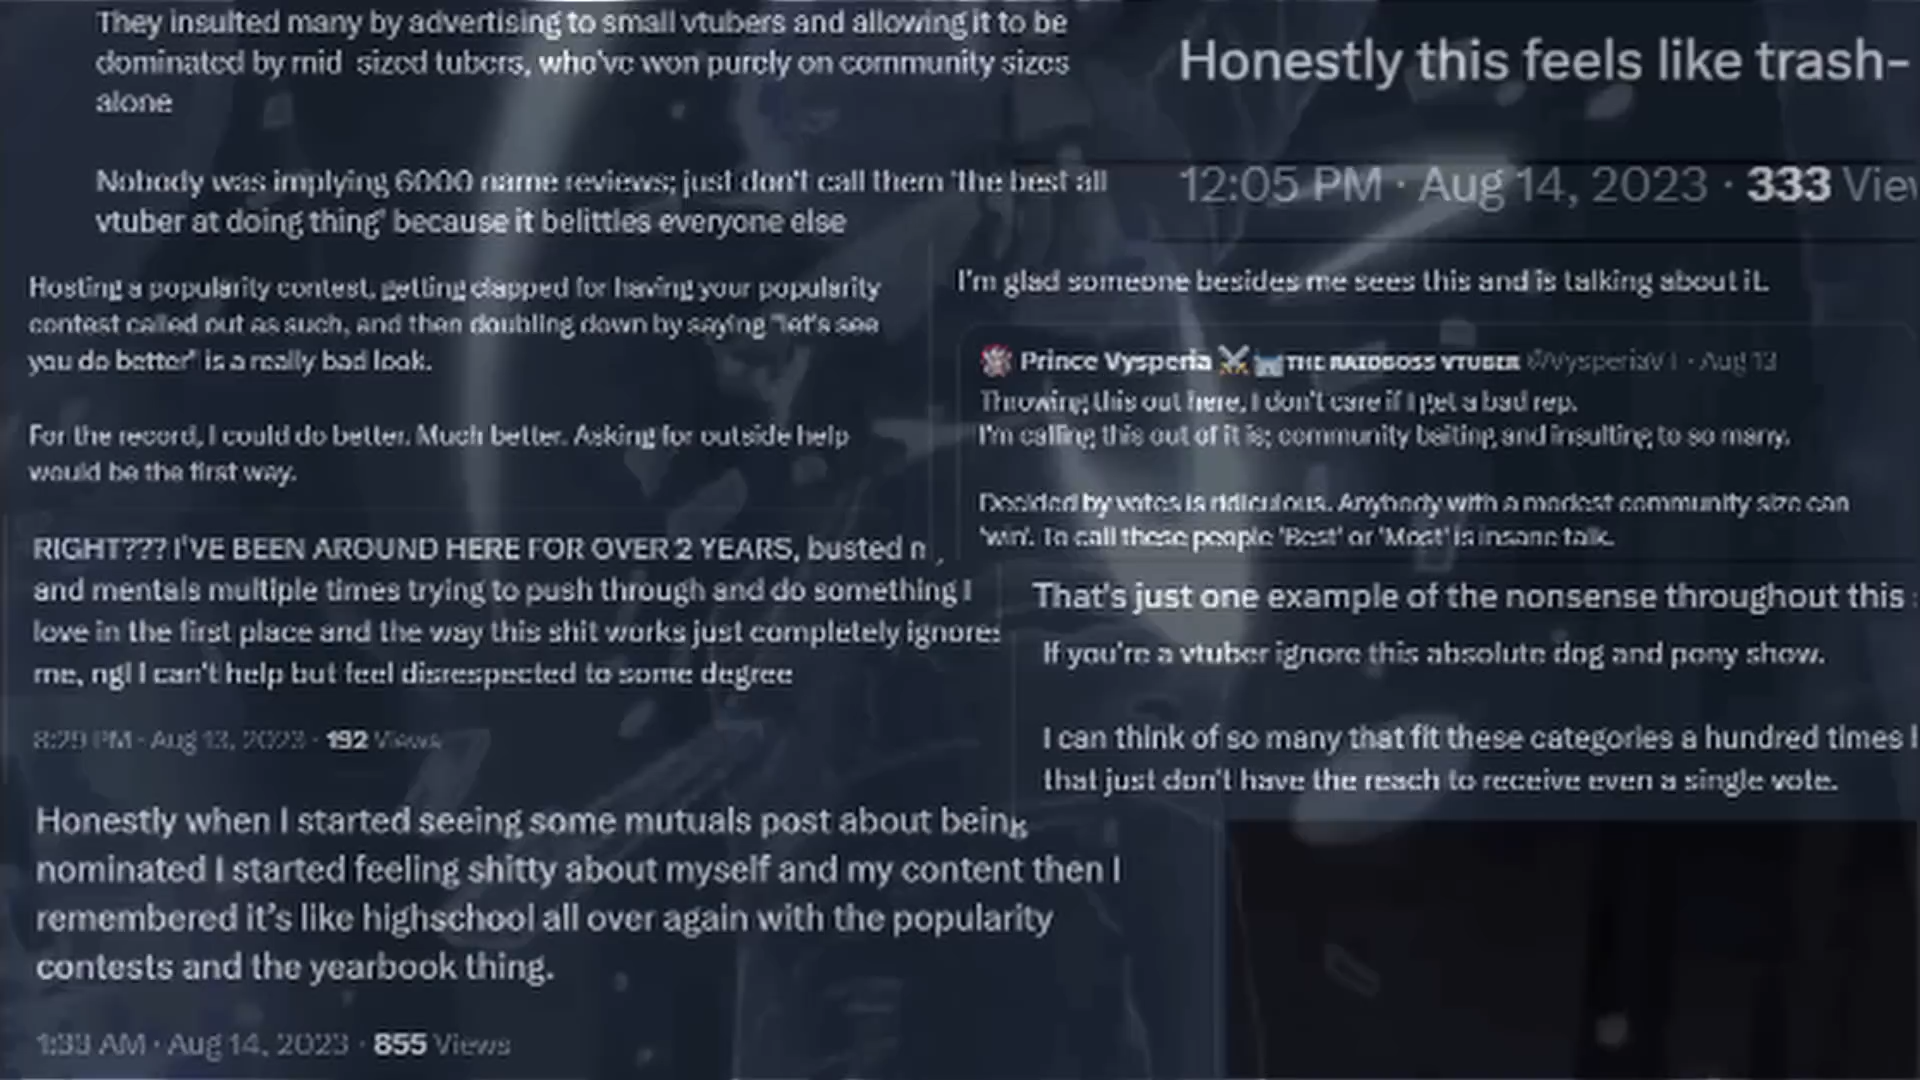 They insulted many by advertising to small vtubers and allowing it to be
dominated by mid sized tubers, who've won purely on community sizes
alone
Nobody was implying 6000 name reviews; just don't call them 'the best all
vtuber at doing thing' because it belittles everyone else
Hosting a popularity contest, getting clapped for having your popularity
contest called out as such, and then doubling down by saying "let's see
you do better" is a really bad look.
For the record, I could do better. Much better. Asking for outside help
would be the first way.
RIGHT??? I'VE BEEN AROUND HERE FOR OVER 2 YEARS, busted n
and mentals multiple times trying to push through and do something I
love in the first place and the way this shit works just completely ignores
me, ngl I can't help but feel disrespected to some degree
8:29 PM · Aug 13, 2023 · 192 Views
Honestly when I started seeing some mutuals post about being
nominated I started feeling shitty about myself and my content then I
remembered it's like highschool all over again with the popularity
contests and the yearbook thing.
1:33 AM · Aug 14, 2023 · 855 Views
Honestly this feels like trash-
12:05 PM · Aug 14, 2023 · 333 View
I'm glad someone besides me sees this and is talking about it.
Prince Vysperia ⚔️🏰THE RAIDBOSS VTUBER @VysperiaVT · Aug 13
Throwing this out here, I don't care if I get a bad rep.
I'm calling this out of it is; community baiting and insulting to so many.
Decided by votes is ridiculous. Anybody with a modest community size can
'win'. To call these people 'Best' or 'Most' is insane talk.
That's just one example of the nonsense throughout this
If you're a vtuber ignore this absolute dog and pony show.
I can think of so many that fit these categories a hundred times
that just don't have the reach to receive even a single vote.